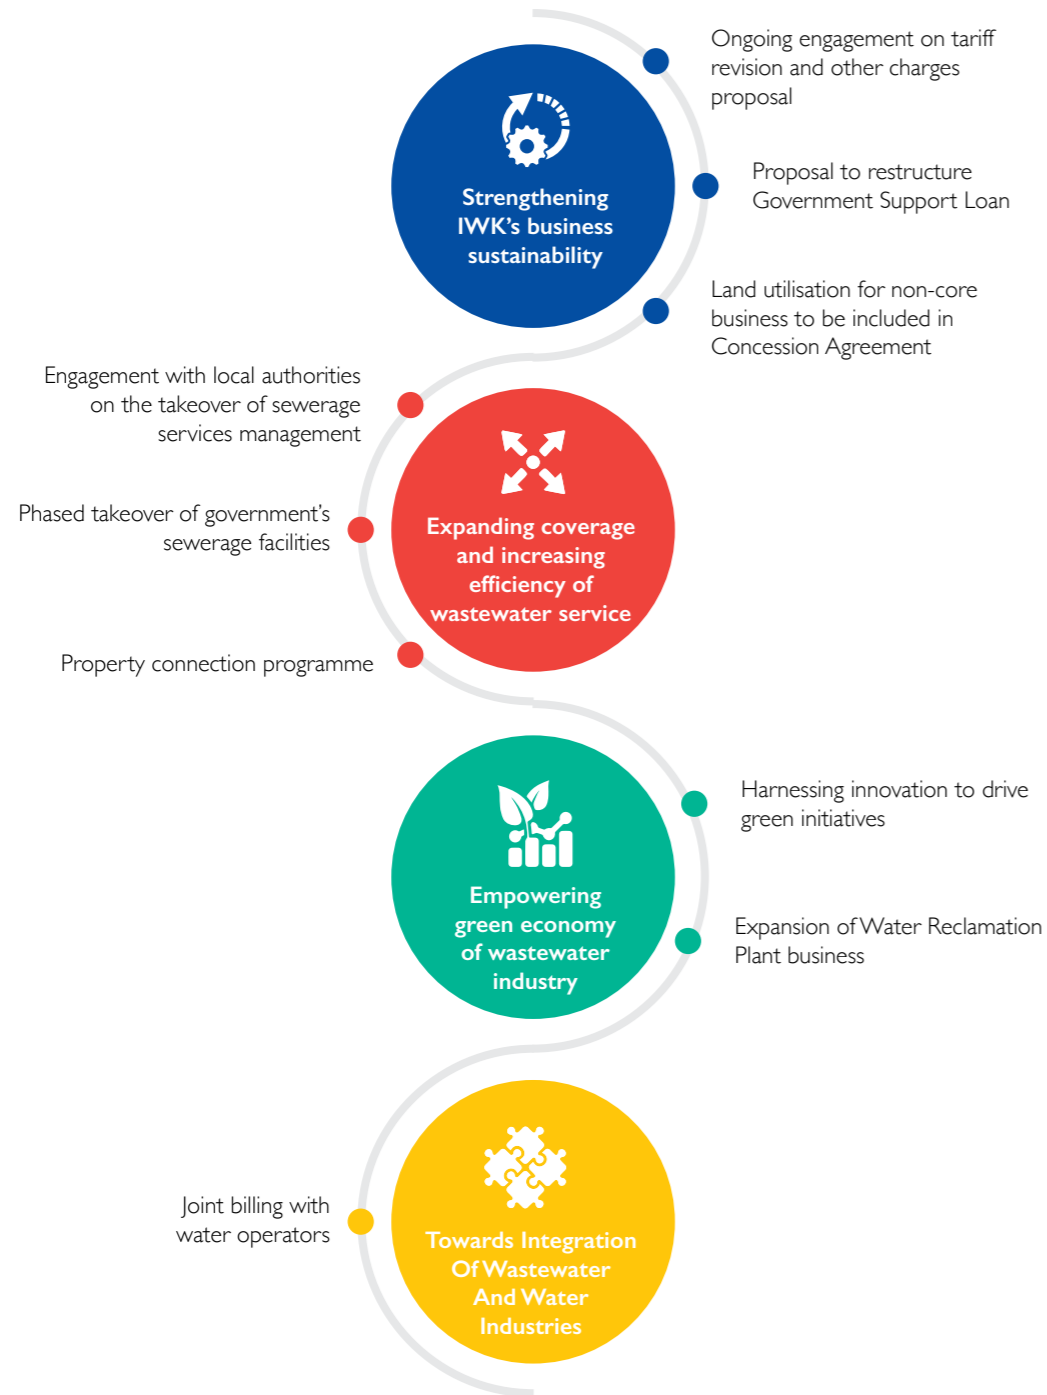 Ongoing engagement on tariff
revision and other charges
proposal
Strengthening
IWK's business
sustainability
Proposal to restructure
Government Support Loan
Land utilisation for non-core
business to be included in
Concession Agreement
Engagement with local authorities
on the takeover of sewerage
services management
Phased takeover of government's
sewerage facilities
Expanding coverage
and increasing
efficiency of
wastewater service
Property connection programme
Harnessing innovation to drive
green initiatives
Empowering
green economy
of wastewater
industry
Expansion of Water Reclamation
Plant business
Joint billing with
water operators
Towards Integration
Of Wastewater
And Water
Industries